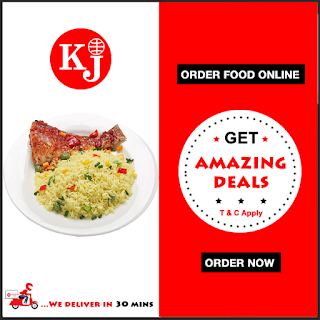 KJ
ORDER FOOD ONLINE
GET
AMAZING
DEALS
T & C Apply
ORDER NOW
...WE DELIVER IN 30 MINS